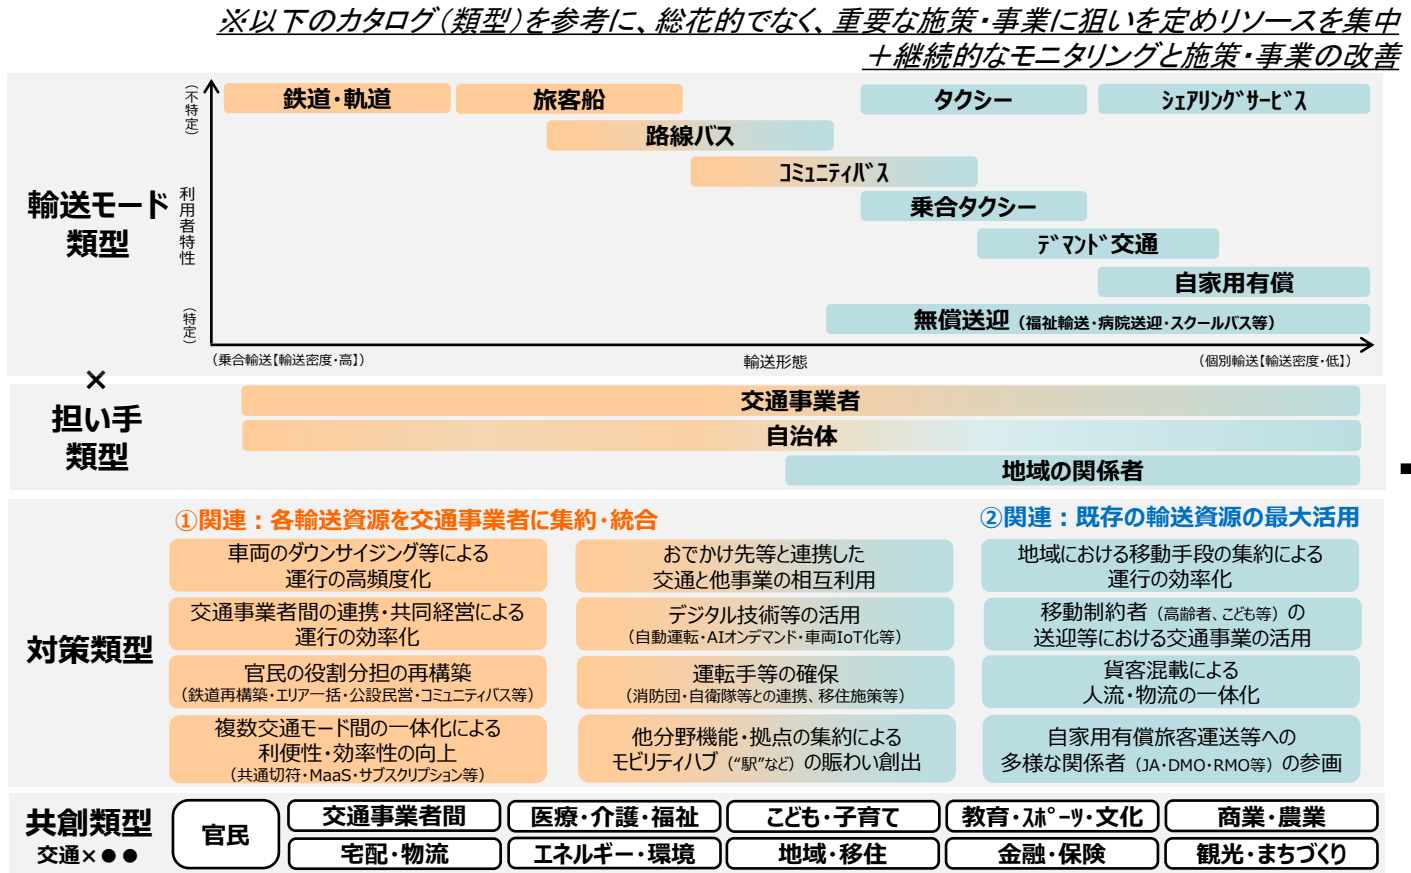 ※以下のカタログ（類型）を参考に、総花的でなく、重要な施策・事業に狙いを定めリソースを集中
＋継続的なモニタリングと施策・事業の改善
輸送モード
類型
（不特定）
利用者特性
（特定）
鉄道・軌道
旅客船
タクシー
ｼｪｱﾘﾝｸﾞｻｰﾋﾞｽ
路線バス
ｺﾐｭﾆﾃｨﾊﾞｽ
乗合タクシー
ﾃﾞﾏﾝﾄﾞ交通
自家用有償
無償送迎（福祉輸送・病院送迎・スクールバス等）
（乗合輸送【輸送密度・高】）
輸送形態
（個別輸送【輸送密度・低】）
×
担い手
類型
交通事業者
自治体
地域の関係者
対策類型
①関連：各輸送資源を交通事業者に集約・統合
②関連：既存の輸送資源の最大活用
車両のダウンサイジング等による
運行の高頻度化
おでかけ先等と連携した
交通と他事業の相互利用
地域における移動手段の集約による
運行の効率化
交通事業者間の連携・共同経営による
運行の効率化
デジタル技術等の活用
（自動運転・AIオンデマンド・車両IoT化等）
移動制約者（高齢者、こども等）の
送迎等における交通事業の活用
官民の役割分担の再構築
（鉄道再構築・エリア一括・公設民営・コミュニティバス等）
運転手等の確保
（消防団・自衛隊等との連携、移住施策等）
貨客混載による
人流・物流の一体化
複数交通モード間の一体化による
利便性・効率性の向上
（共通切符・MaaS・サブスクリプション等）
他分野機能・拠点の集約による
モビリティハブ（“駅”など）の賑わい創出
自家用有償旅客運送等への
多様な関係者（JA・DMO・RMO等）の参画
共創類型
交通×●●
官民
交通事業者間
医療・介護・福祉
こども・子育て
教育・ｽﾎﾟｰﾂ・文化
商業・農業
宅配・物流
エネルギー・環境
地域・移住
金融・保険
観光・まちづくり